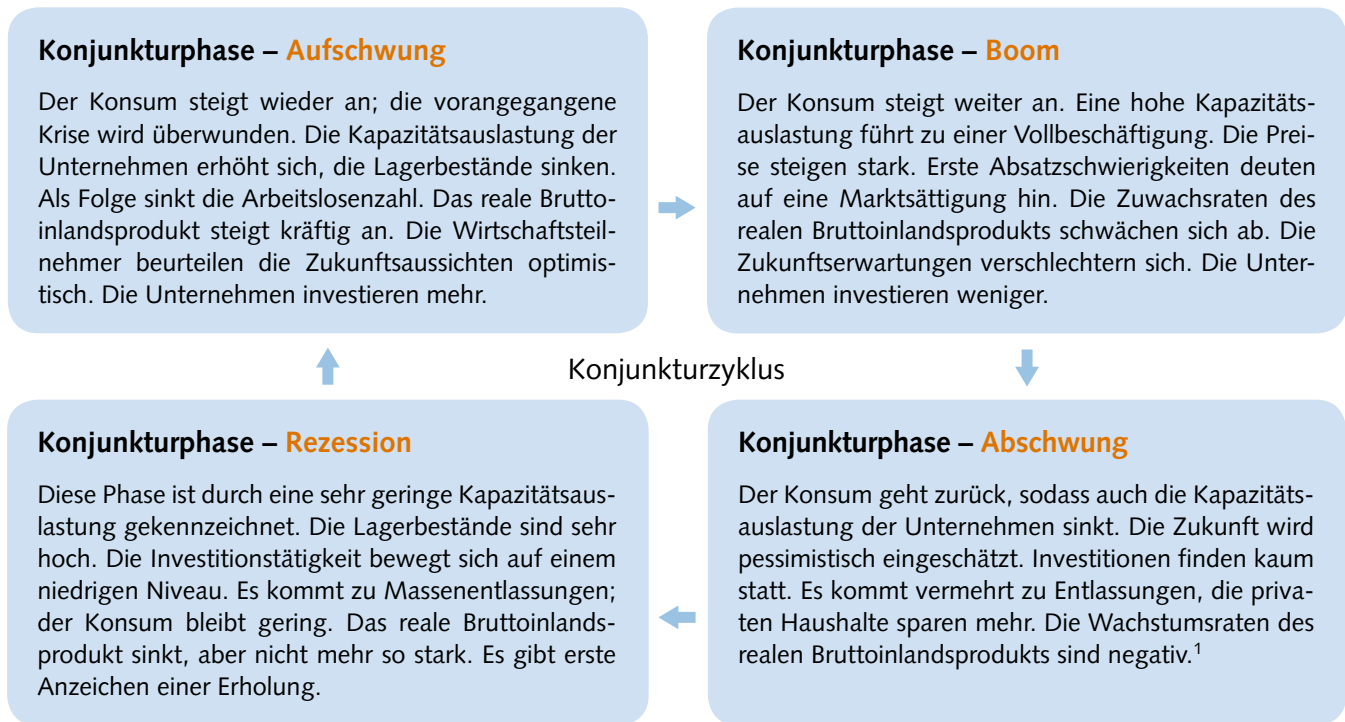 Konjunkturphase – Aufschwung
Der Konsum steigt wieder an; die vorangegangene
Krise wird überwunden. Die Kapazitätsauslastung der
Unternehmen erhöht sich, die Lagerbestände sinken.
Als Folge sinkt die Arbeitslosenzahl. Das reale Brutto-
inlandsprodukt steigt kräftig an. Die Wirtschaftsteil-
nehmer beurteilen die Zukunftsaussichten optimis-
tisch. Die Unternehmen investieren mehr.
Konjunkturphase – Boom
Der Konsum steigt weiter an. Eine hohe Kapazitäts-
auslastung führt zu einer Vollbeschäftigung. Die Prei-
se steigen stark. Erste Absatzschwierigkeiten deuten
auf eine Marktsättigung hin. Die Zuwachsraten des
realen Bruttoinlandsprodukts schwächen sich ab. Die
Zukunftserwartungen verschlechtern sich. Die Unter-
nehmen investieren weniger.
Konjunkturzyklus
Konjunkturphase – Rezession
Diese Phase ist durch eine sehr geringe Kapazitätsaus-
lastung gekennzeichnet. Die Lagerbestände sind sehr
hoch. Die Investitionstätigkeit bewegt sich auf einem
niedrigen Niveau. Es kommt zu Massenentlassungen;
der Konsum bleibt gering. Das reale Bruttoinlands-
produkt sinkt, aber nicht mehr so stark. Es gibt erste
Anzeichen einer Erholung.
Konjunkturphase – Abschwung
Der Konsum geht zurück, sodass auch die Kapazitäts-
auslastung der Unternehmen sinkt. Die Zukunft wird
pessimistisch eingeschätzt. Investitionen finden kaum
statt. Es kommt vermehrt zu Entlassungen, die priva-
ten Haushalte sparen mehr. Die Wachstumsraten des
realen Bruttoinlandsprodukts sind negativ.¹